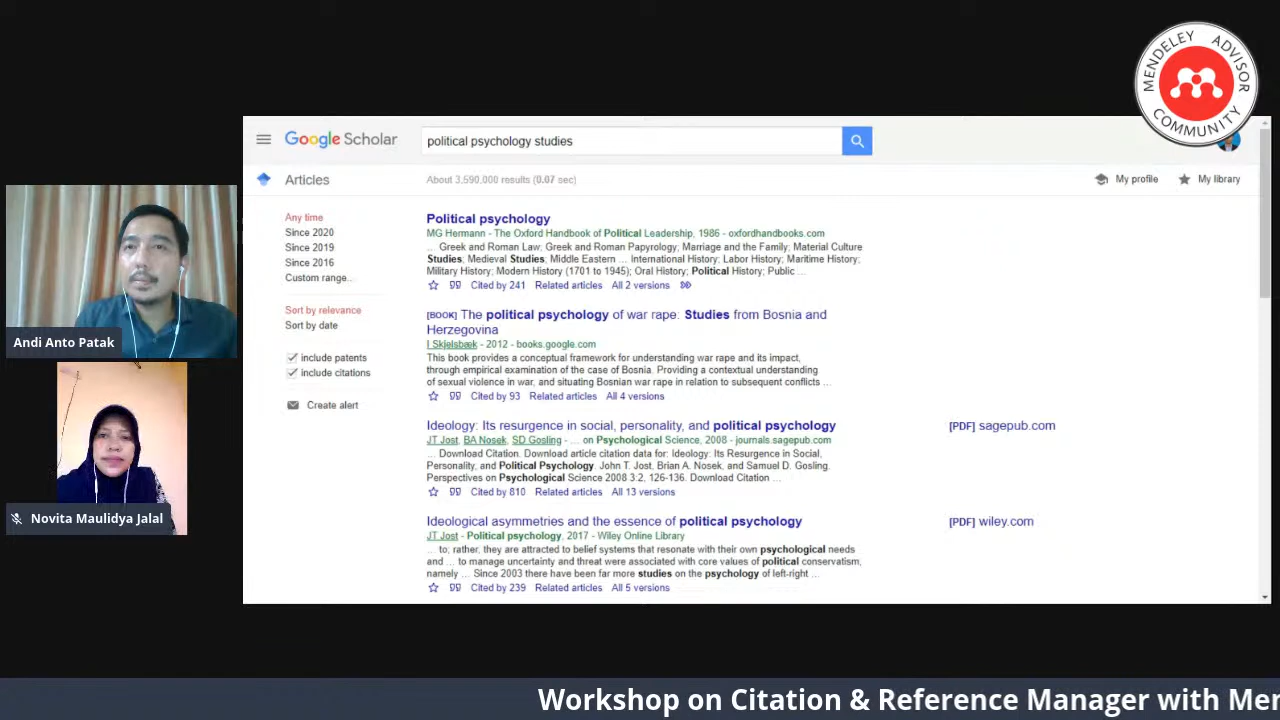 MENDELEY ADVISOR
COMMUNITY
Google Scholar
political psychology studies
Articles
About 3,590,000 results (0.07 sec)
My profile
My library
Any time
Since 2020
Since 2019
Since 2016
Custom range...
Sort by relevance
Sort by date
include patents
include citations
Create alert
Political psychology
MG Hermann - The Oxford Handbook of Political Leadership, 1986 - oxfordhandbooks.com
... Greek and Roman Law; Greek and Roman Papyrology; Marriage and the Family; Material Culture
Studies; Medieval Studies; Middle Eastern ... International History; Labor History; Maritime History;
Military History; Modern History (1701 to 1945); Oral History; Political History; Public ...
Cited by 241 Related articles All 2 versions
[BOOK] The political psychology of war rape: Studies from Bosnia and
Herzegovina
I Skjelsbæk - 2012 - books.google.com
This book provides a conceptual framework for understanding war rape and its impact,
through empirical examination of the case of Bosnia. Providing a contextual understanding
of sexual violence in war, and situating Bosnian war rape in relation to subsequent conflicts ...
Cited by 93 Related articles All 4 versions
Ideology: Its resurgence in social, personality, and political psychology
[PDF] sagepub.com
JT Jost, BA Nosek, SD Gosling - ... on Psychological Science, 2008 - journals.sagepub.com
... Download Citation. Download article citation data for: Ideology: Its Resurgence in Social,
Personality, and Political Psychology. John T. Jost, Brian A. Nosek, and Samuel D. Gosling.
Perspectives on Psychological Science 2008 3:2, 126-136. Download Citation ...
Cited by 810 Related articles All 13 versions
Ideological asymmetries and the essence of political psychology
[PDF] wiley.com
JT Jost - Political psychology, 2017 - Wiley Online Library
... to; rather, they are attracted to belief systems that resonate with their own psychological needs
and ... to manage uncertainty and threat were associated with core values of political conservatism,
namely ... Since 2003 there have been far more studies on the psychology of left-right ...
Cited by 239 Related articles All 5 versions
Andi Anto Patak
Novita Maulidya Jalal
Workshop on Citation & Reference Manager with Mer